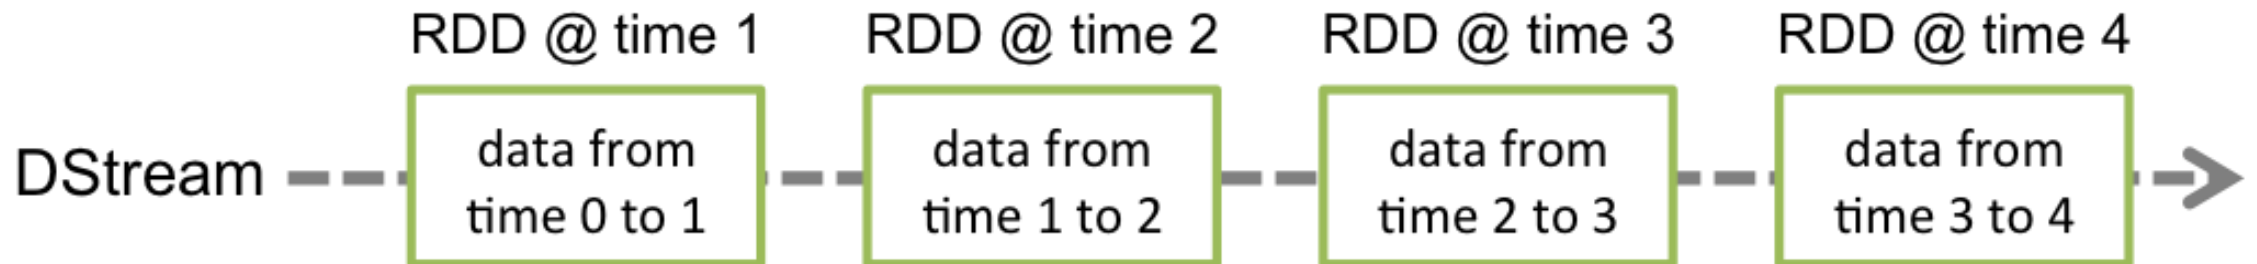 RDD @ time 1
RDD @ time 2
RDD @ time 3
RDD @ time 4
DStream
data from
time 0 to 1
data from
time 1 to 2
data from
time 2 to 3
data from
time 3 to 4